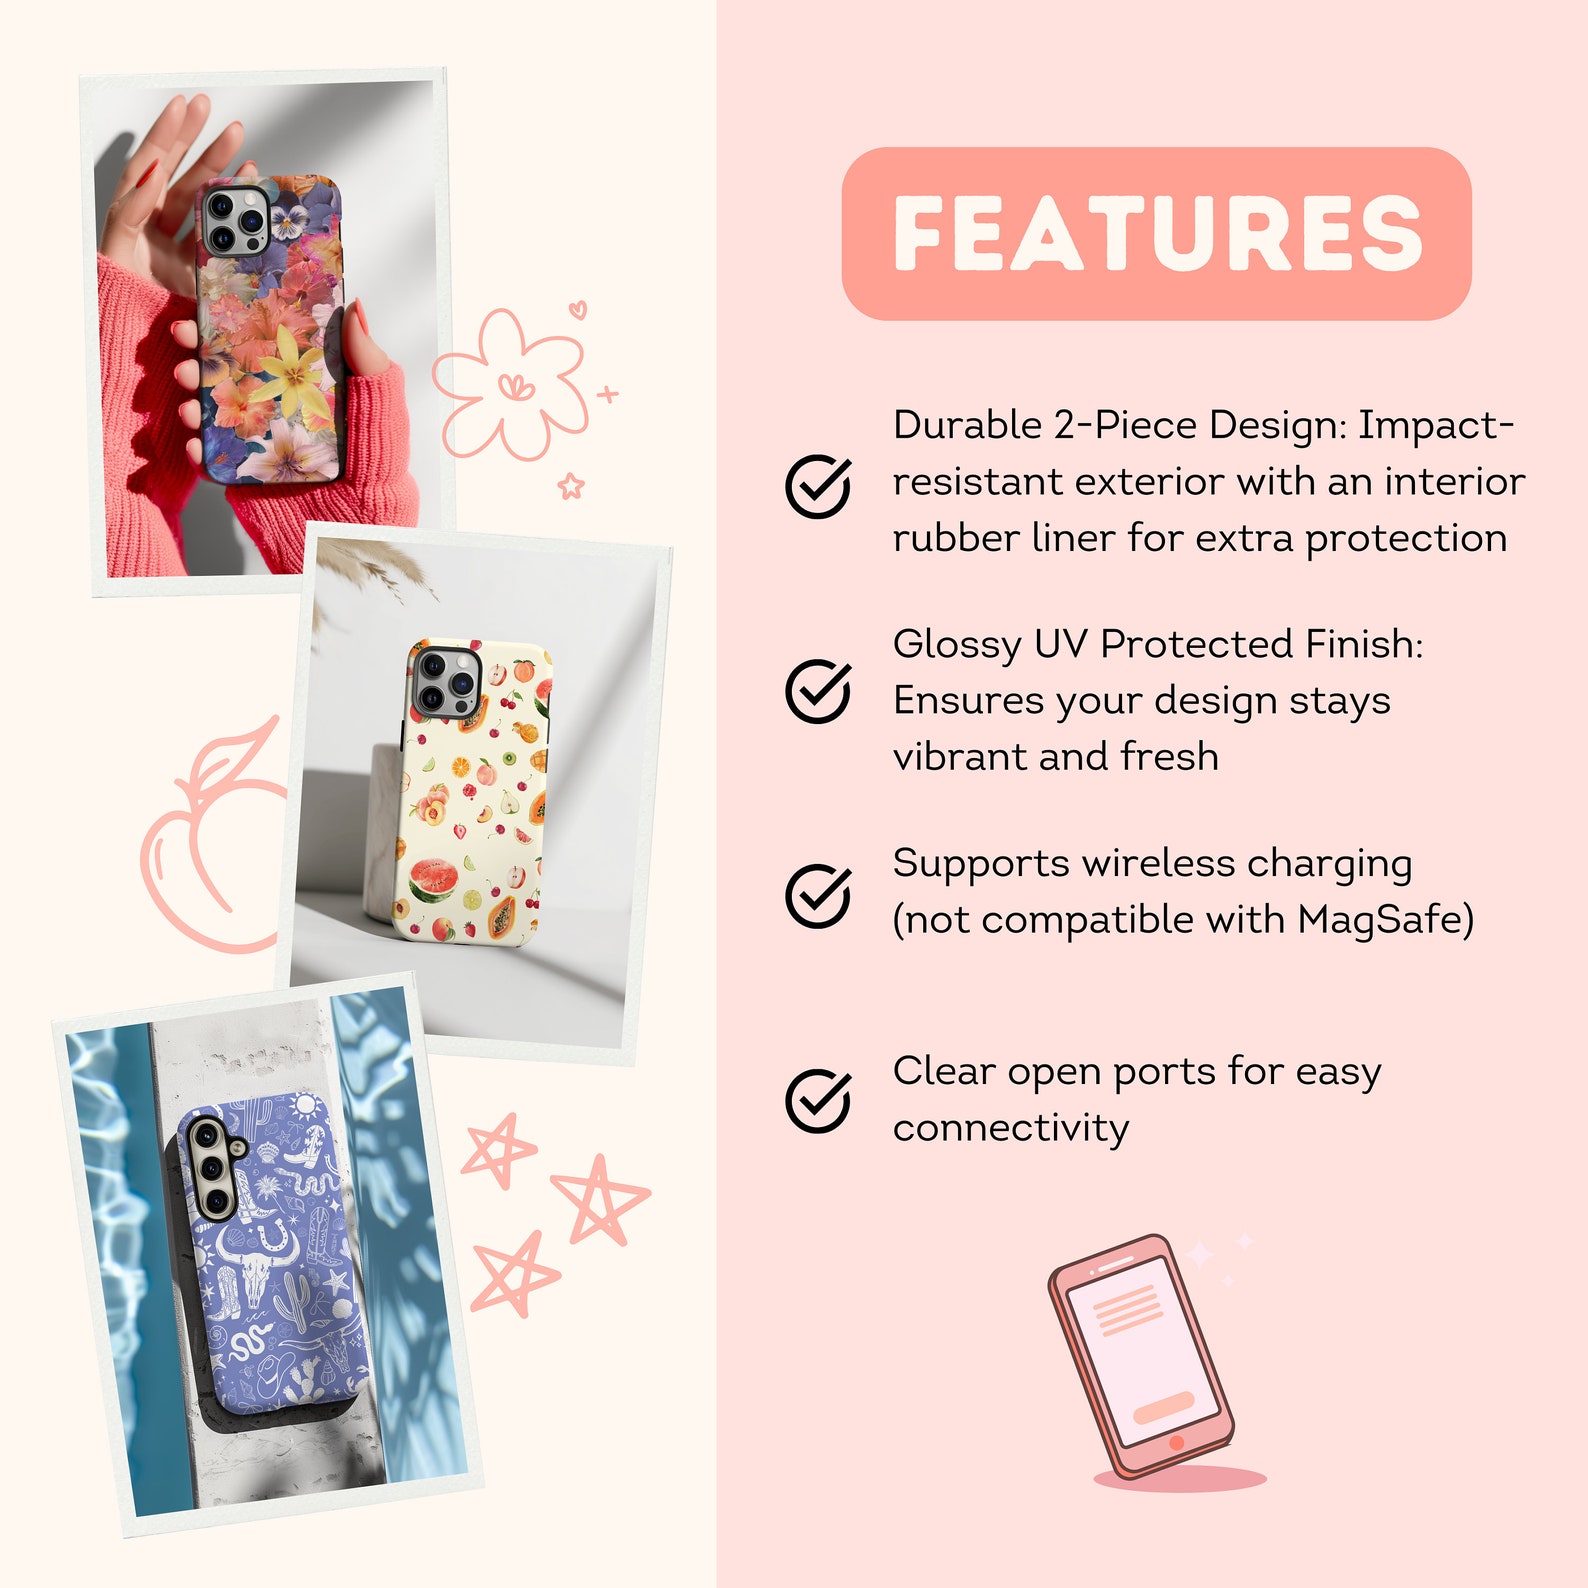 FEATURES
Durable 2-Piece Design: Impact-
resistant exterior with an interior
rubber liner for extra protection
Glossy UV Protected Finish:
Ensures your design stays
vibrant and fresh
Supports wireless charging
(not compatible with MagSafe)
Clear open ports for easy
connectivity